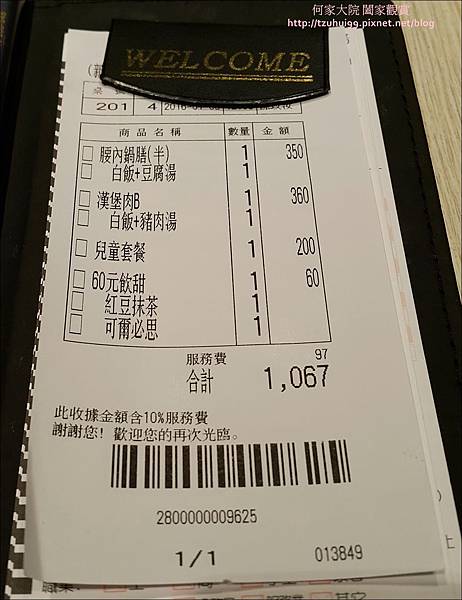 何家大院 闔家觀賞
http://tzuhui99.pixnet.net/blog
WELCOME
201 4
商品名稱 數量 金額
腰內鍋膳(半) 1 350
白飯+豆腐湯 1
漢堡肉B 1 360
白飯+豬肉湯 1
兒童套餐 1 200
60元飲甜 1 60
紅豆抹茶 1
可爾必思 1
服務費 97
合計 1,067
此收據金額含10%服務費
謝謝您! 歡迎您的再次光臨。
2800000009625
1/1 013849